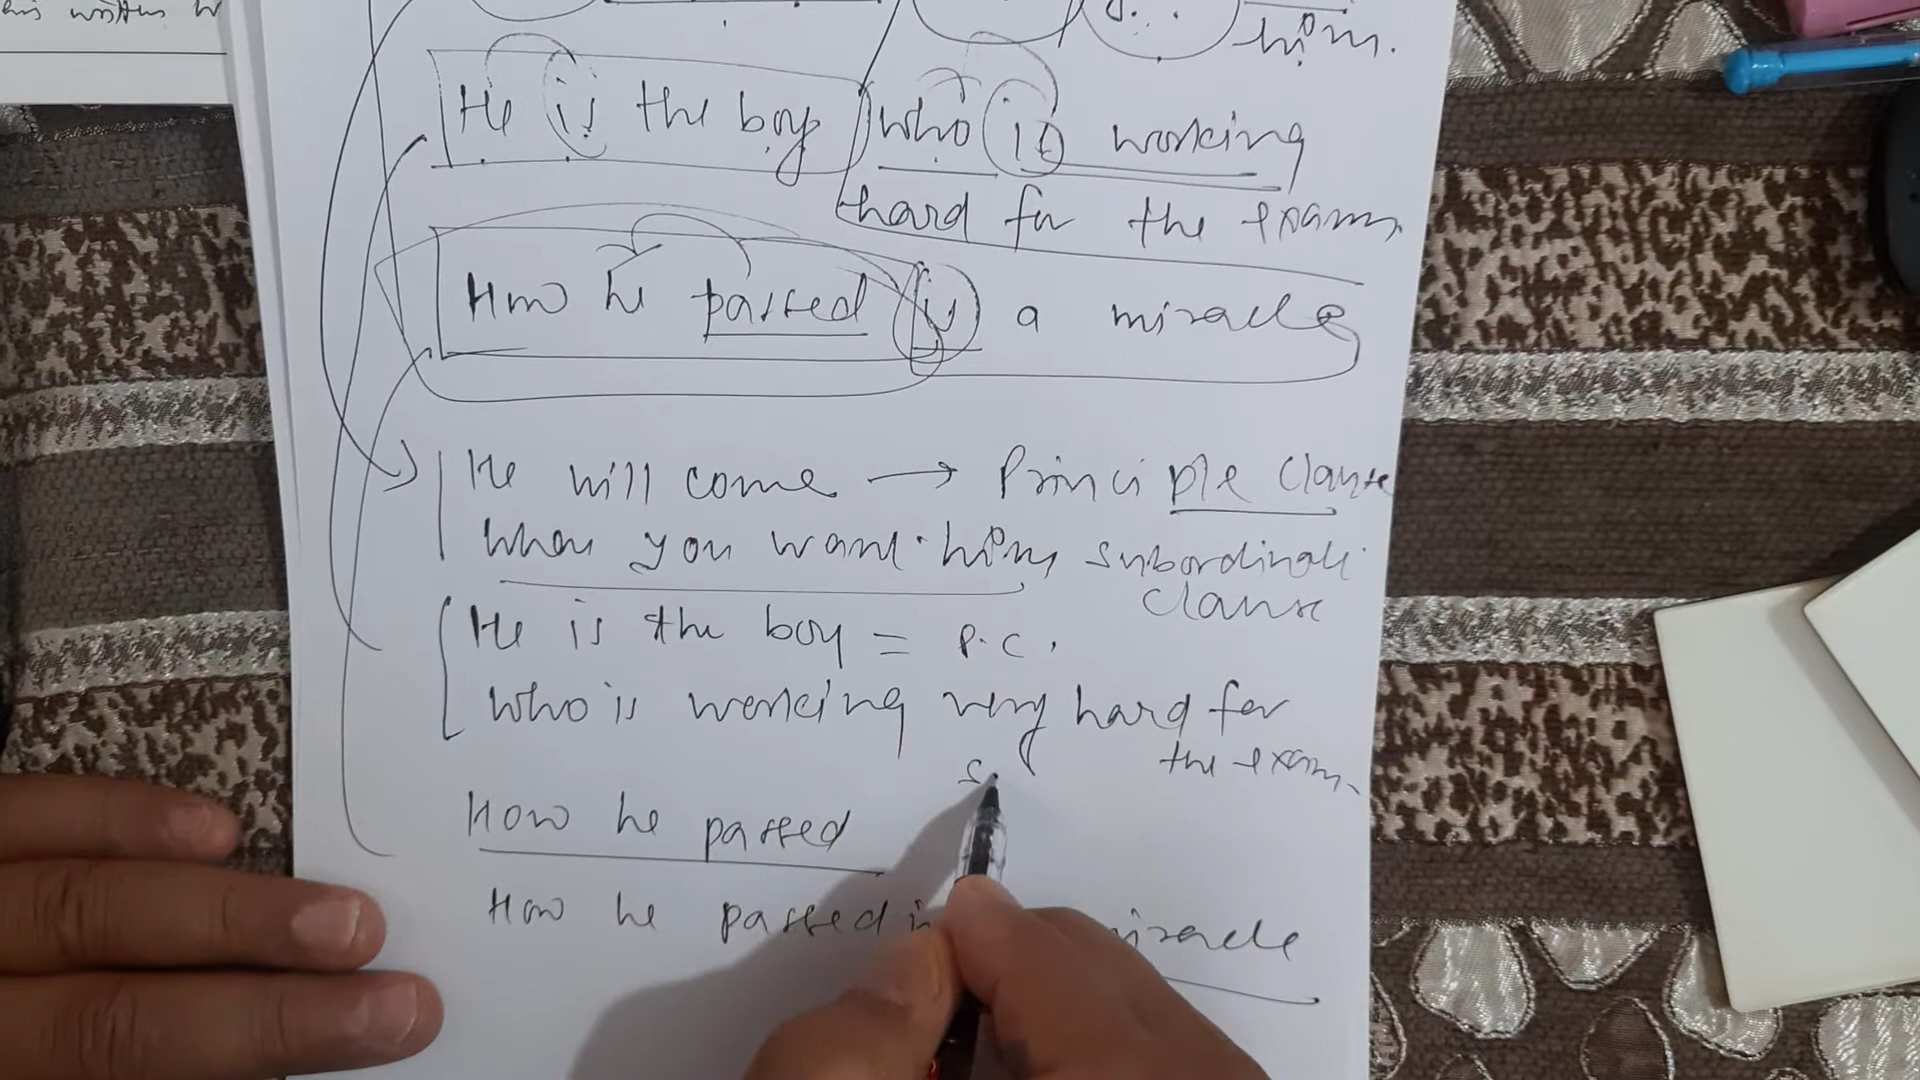 him.
He is the boy who is working
hard for the exam,
How he passed is a miracle
He will come → Principle Clause
when you want him subordinate
clause
He is the boy = P.C.
who is working very hard for
the exam.
S.
How he passed
How he passed is miracle